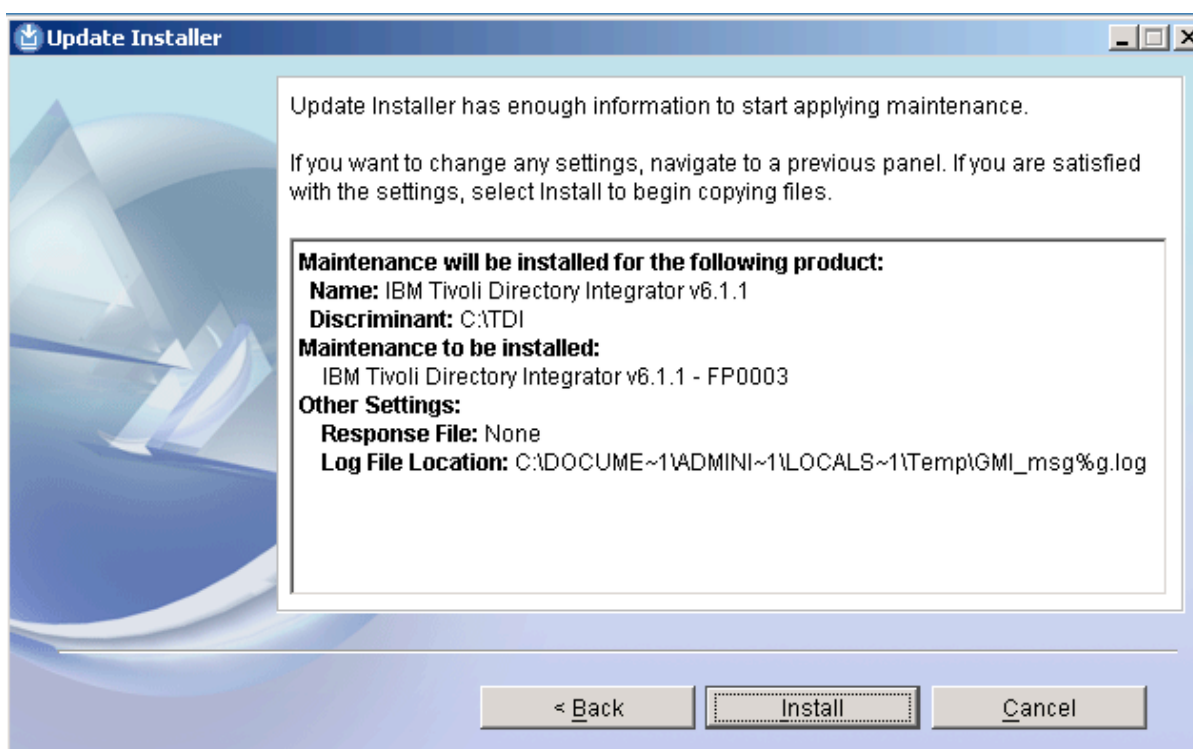 Update Installer
Update Installer has enough information to start applying maintenance.
If you want to change any settings, navigate to a previous panel. If you are satisfied
with the settings, select Install to begin copying files.
Maintenance will be installed for the following product:
Name: IBM Tivoli Directory Integrator v6.1.1
Discriminant: C:\TDI
Maintenance to be installed:
IBM Tivoli Directory Integrator v6.1.1 - FP0003
Other Settings:
Response File: None
Log File Location: C:\DOCUME~1\ADMINI~1\LOCALS~1\Temp\GMI_msg%g.log
< Back
Install
Cancel